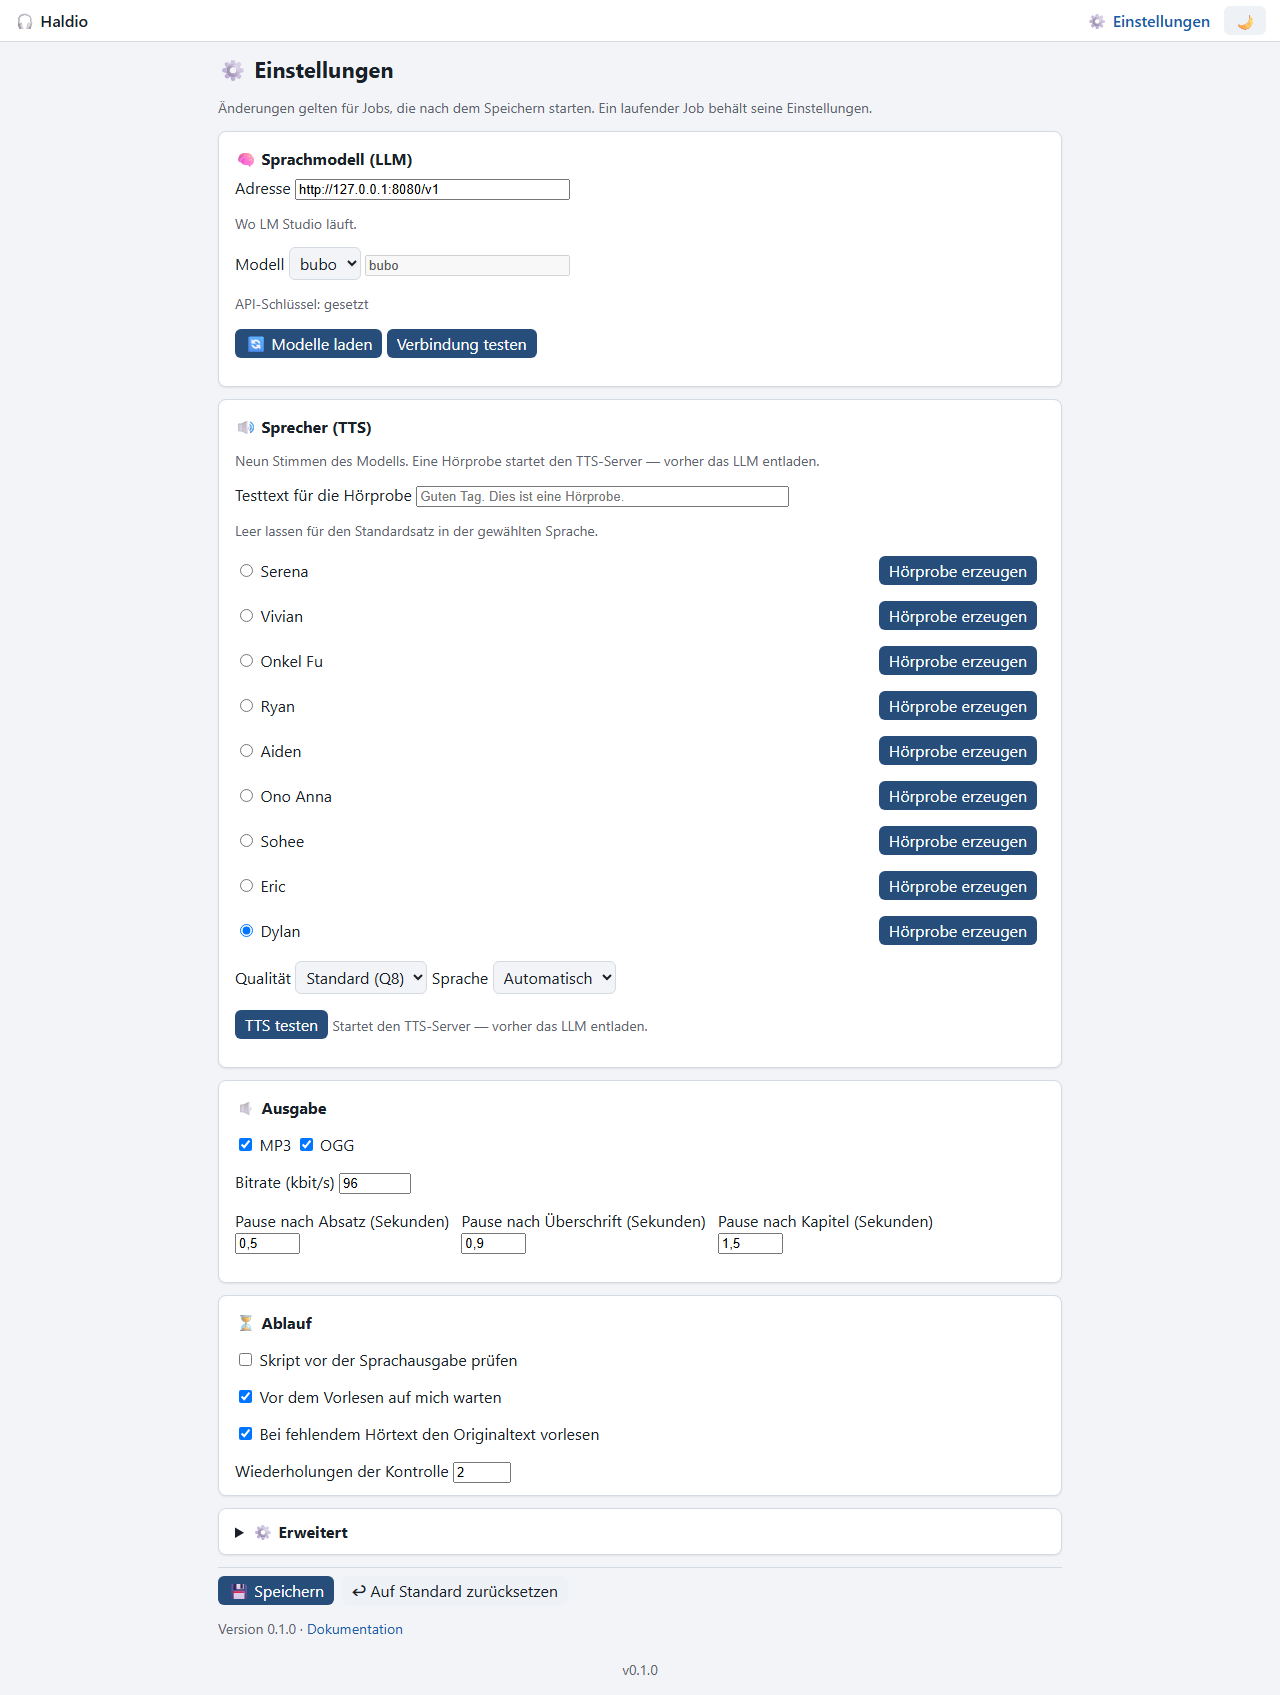 Haldio
Einstellungen
Einstellungen
Änderungen gelten für Jobs, die nach dem Speichern starten. Ein laufender Job behält seine Einstellungen.
Sprachmodell (LLM)
Adresse http://127.0.0.1:8080/v1
Wo LM Studio läuft.
Modell bubo bubo
API-Schlüssel: gesetzt
Modelle laden Verbindung testen
Sprecher (TTS)
Neun Stimmen des Modells. Eine Hörprobe startet den TTS-Server — vorher das LLM entladen.
Testtext für die Hörprobe Guten Tag. Dies ist eine Hörprobe.
Leer lassen für den Standardsatz in der gewählten Sprache.
Serena Hörprobe erzeugen
Vivian Hörprobe erzeugen
Onkel Fu Hörprobe erzeugen
Ryan Hörprobe erzeugen
Aiden Hörprobe erzeugen
Ono Anna Hörprobe erzeugen
Sohee Hörprobe erzeugen
Eric Hörprobe erzeugen
Dylan Hörprobe erzeugen
Qualität Standard (Q8) Sprache Automatisch
TTS testen Startet den TTS-Server — vorher das LLM entladen.
Ausgabe
MP3 OGG
Bitrate (kbit/s) 96
Pause nach Absatz (Sekunden) Pause nach Überschrift (Sekunden) Pause nach Kapitel (Sekunden)
0,5 0,9 1,5
Ablauf
Skript vor der Sprachausgabe prüfen
Vor dem Vorlesen auf mich warten
Bei fehlendem Hörtext den Originaltext vorlesen
Wiederholungen der Kontrolle 2
Erweitert
Speichern ↩ Auf Standard zurücksetzen
Version 0.1.0 · Dokumentation
v0.1.0